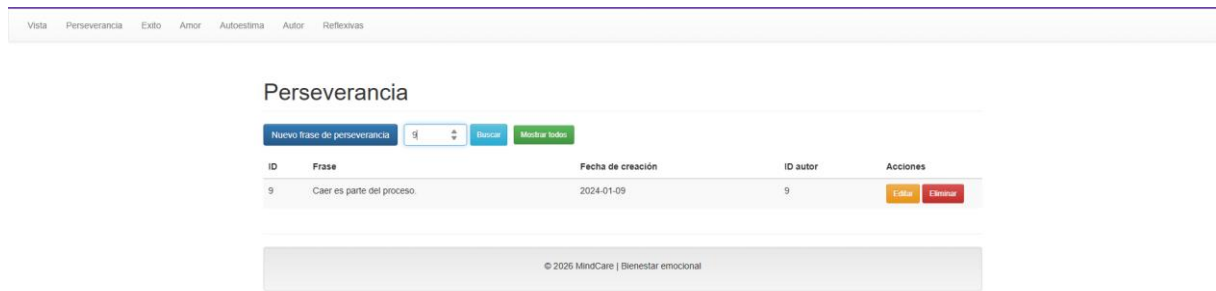 Vista Perseverancia Exito Amor Autoestima Autor Reflexivas
Perseverancia
Nuevo frase de perseverancia 9 Buscar Mostrar todos
ID Frase Fecha de creación ID autor Acciones
9 Caer es parte del proceso. 2024-01-09 9 Editar Eliminar
© 2026 MindCare | Bienestar emocional